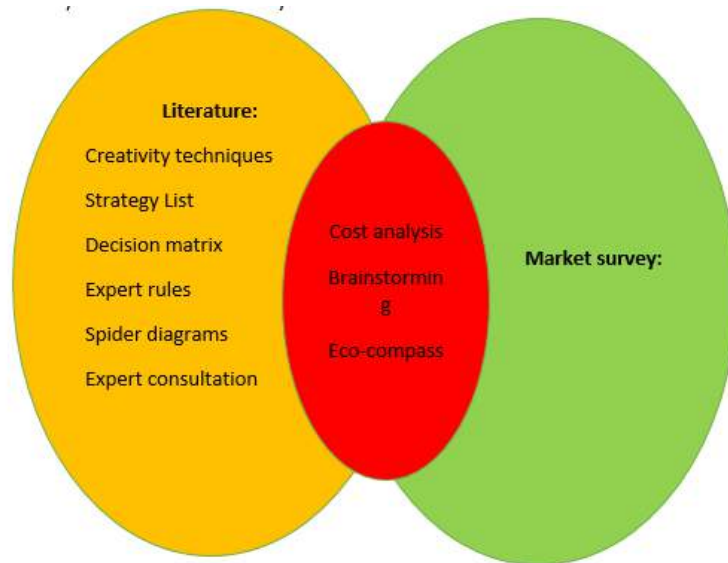 Literature:
Creativity techniques
Strategy List
Decision matrix
Expert rules
Spider diagrams
Expert consultation
Cost analysis
Brainstormin
g
Eco-compass
Market survey: